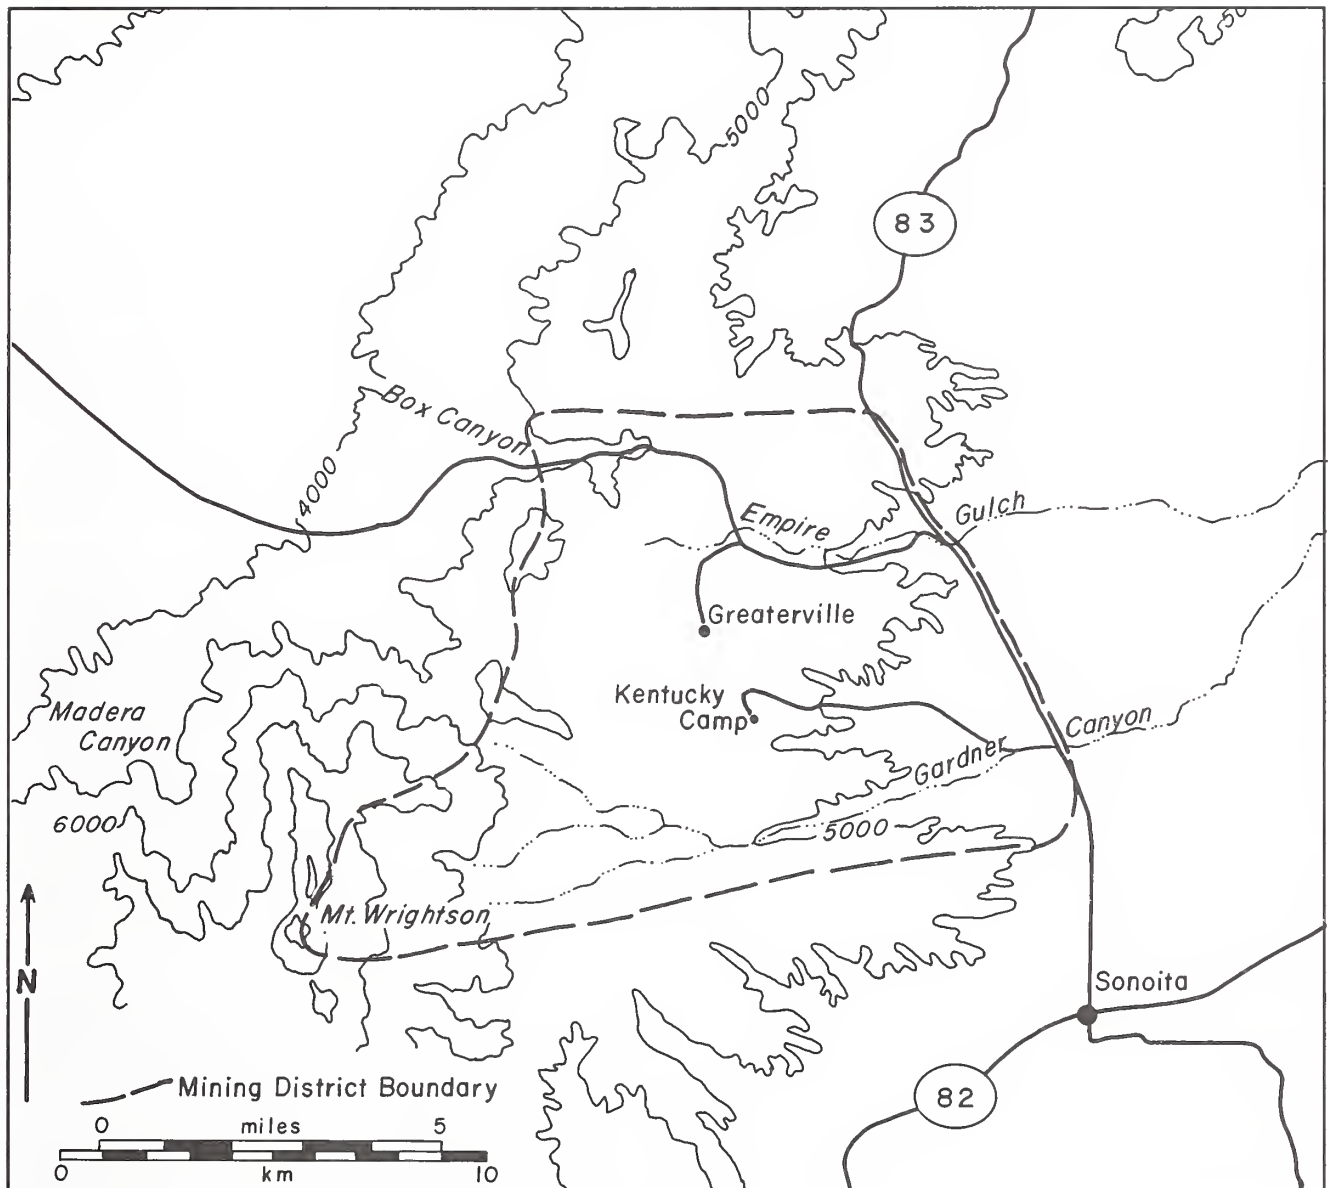 50
5000
83
Box Canyon
4000
Empire
Gulch
Greaterville
Kentucky
Camp
Madera
Canyon
Canyon
Gardner
6000
5000
Mt. Wrightson
N
Sonoita
Mining District Boundary
82
0 miles 5
0 km 10